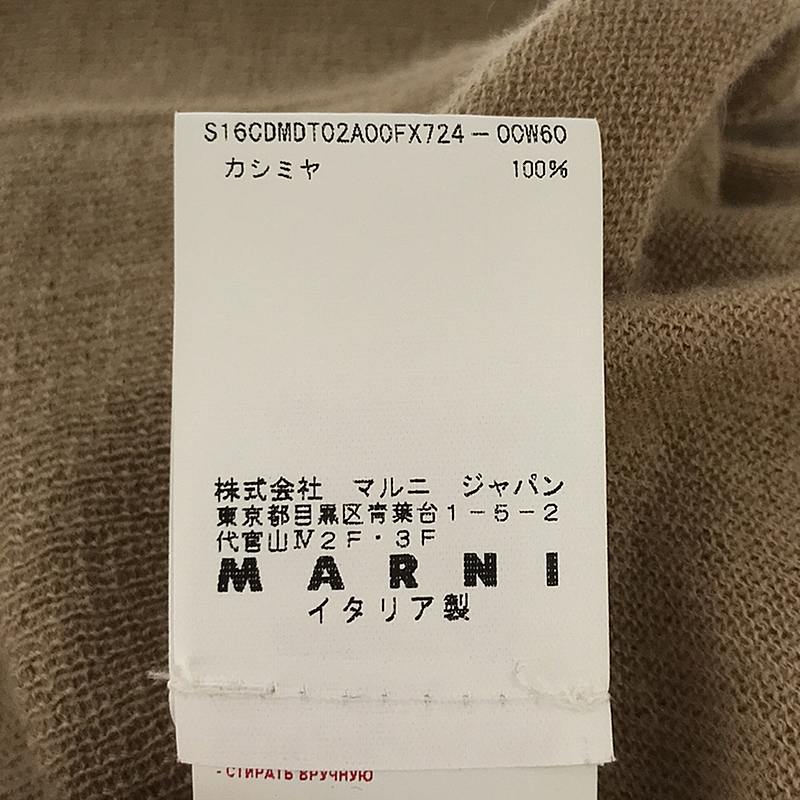 S16CDMDT02A00FX724-00W60
カシミヤ 100%
株式会社 マルニ ジャパン
東京都目黒区青葉台1-5-2
代官山Ⅳ2F・3F
MARNI
イタリア製
- СТИРАТЬ ВРУЧНУЮ